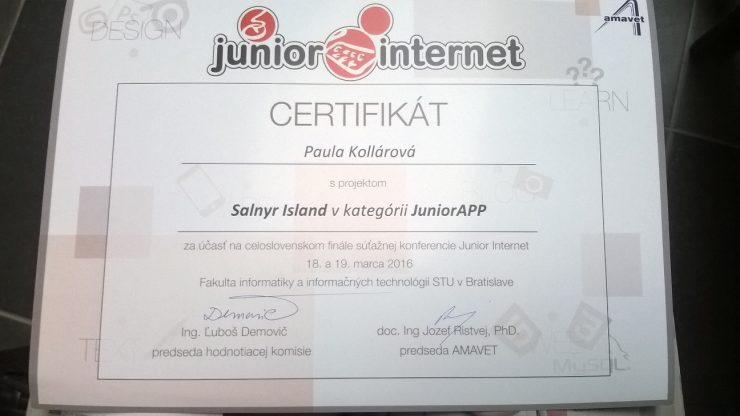 DESIGN
junior internet
amavet
LEARN
CERTIFIKÁT
Paula Kollárová
s projektom
Salnyr Island v kategórii JuniorAPP
za účasť na celoslovenskom finále súťažnej konferencie Junior Internet
18. a 19. marca 2016
Fakulta informatiky a informačných technológií STU v Bratislave
Ing. Ľuboš Demovič
predseda hodnotiacej komisie
doc. Ing Jozef Ristvej, PhD.
predseda AMAVET
MySQL